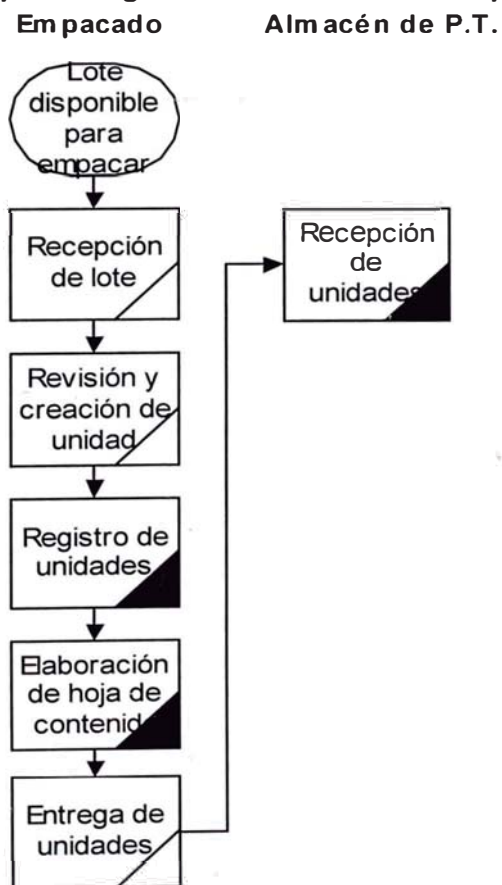 Empacado
Almacén de P.T.
Lote
disponible
para
empacar
Recepción
de lote
Revisión y
creación de
unidad
Registro de
unidades
Elaboración
de hoja de
contenid
Entrega de
unidades
Recepción
de
unidades